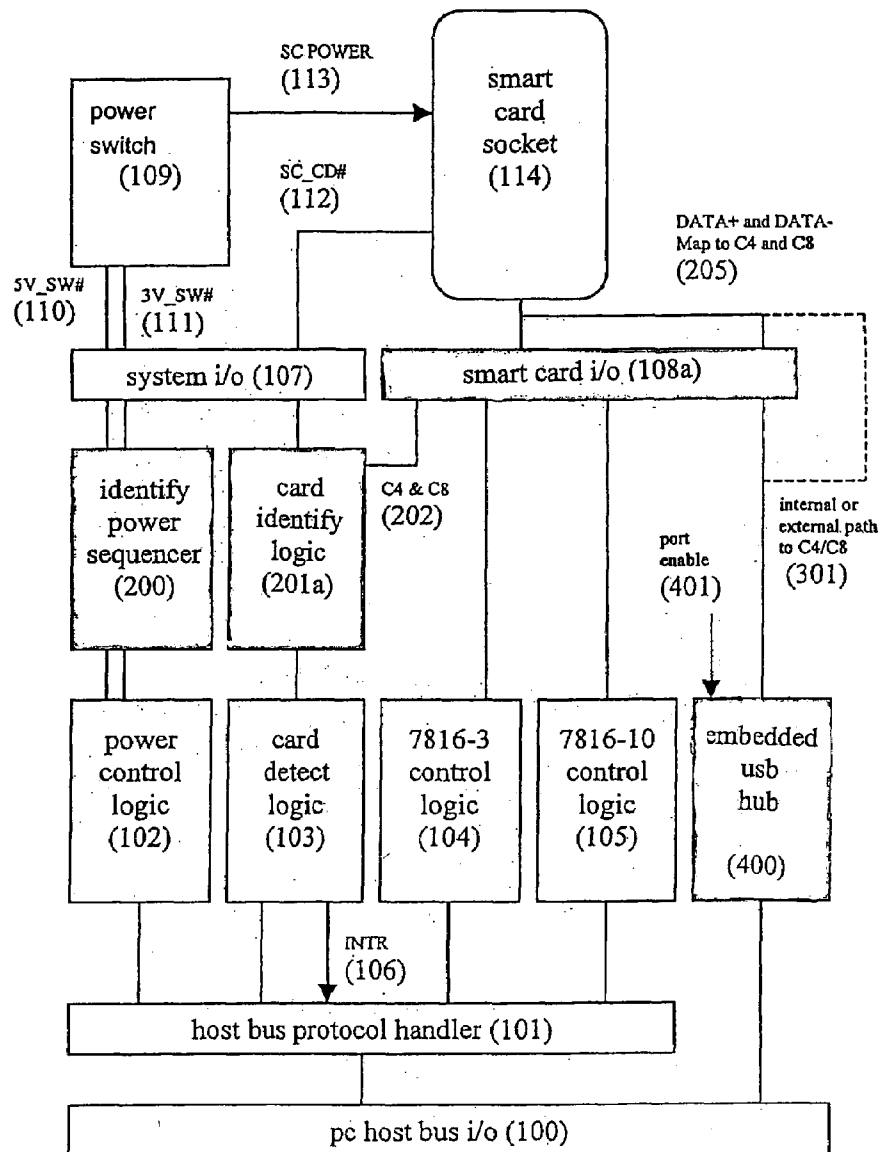 SC POWER
(113)
smart
card
socket
(114)
power
switch
(109)
SC_CD#
(112)
DATA+ and DATA-
Map to C4 and C8
(205)
5V_SW#
(110)
3V_SW#
(111)
system i/o (107)
smart card i/o (108a)
identify
power
sequencer
(200)
card
identify
logic
(201a)
C4 & C8
(202)
port
enable
(401)
internal or
external path
to C4/C8
(301)
power
control
logic
(102)
card
detect
logic
(103)
7816-3
control
logic
(104)
7816-10
control
logic
(105)
embedded
usb
hub
(400)
INTR
(106)
host bus protocol handler (101)
pc host bus i/o (100)